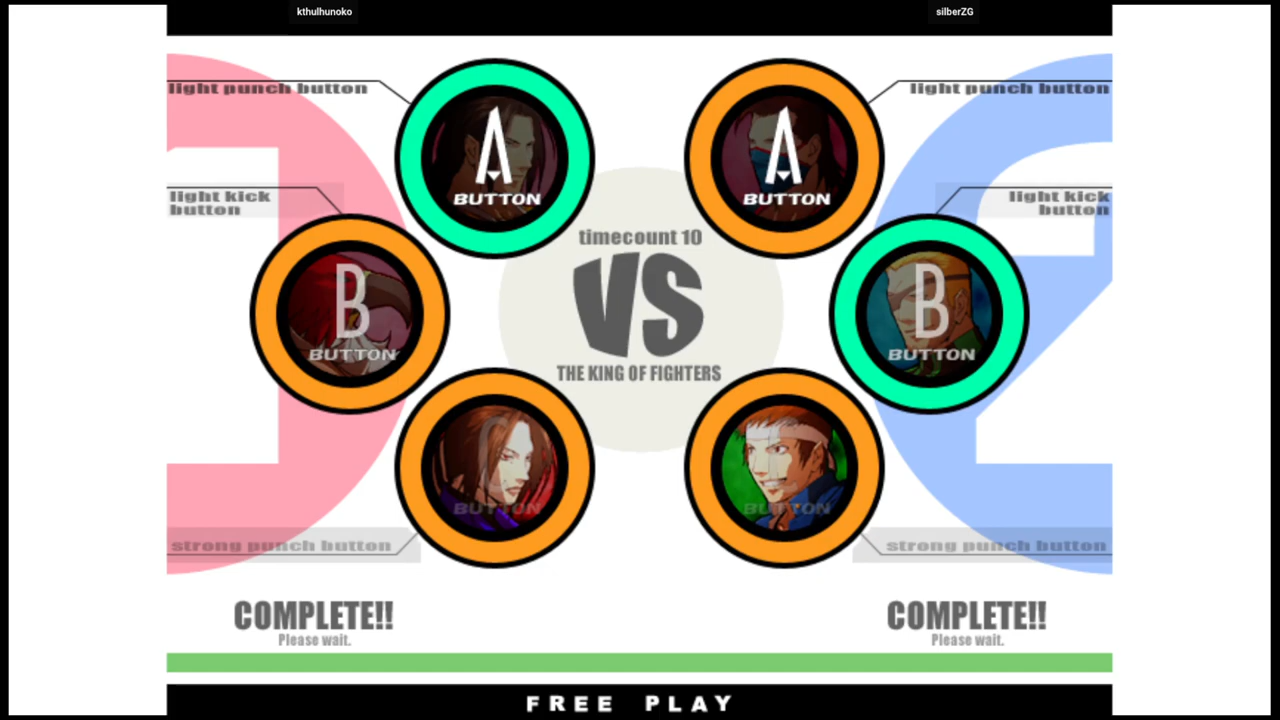 kthulhunoko
silberZG
light punch button
light punch button
A
BUTTON
A
BUTTON
light kick
button
light kick
button
timecount 10
VS
THE KING OF FIGHTERS
B
BUTTON
B
BUTTON
C
BUTTON
BUTTON
strong punch button
strong punch button
COMPLETE!!
Please wait.
COMPLETE!!
Please wait.
FREE PLAY